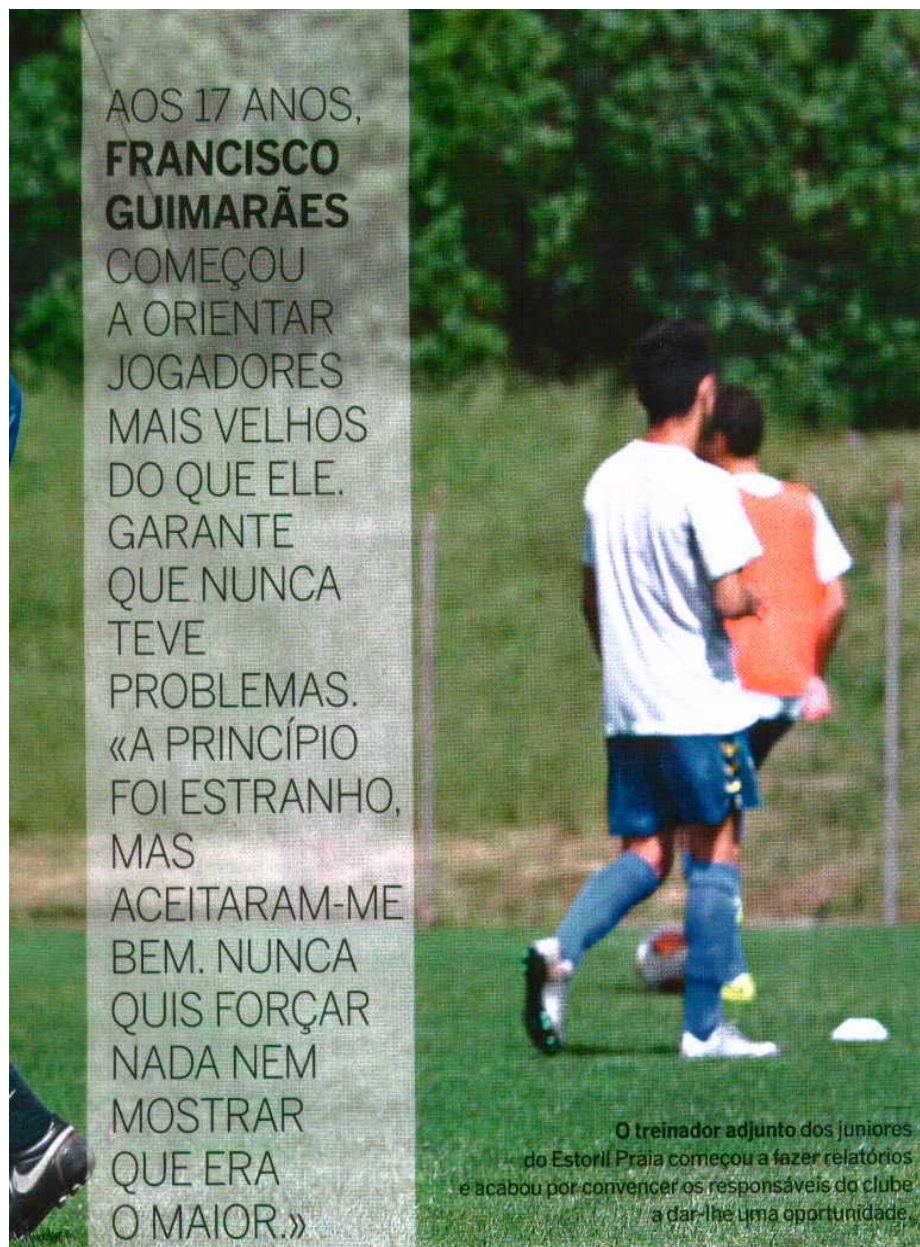 AOS 17 ANOS,
FRANCISCO
GUIMARÃES
COMEÇOU
A ORIENTAR
JOGADORES
MAIS VELHOS
DO QUE ELE.
GARANTE
QUE NUNCA
TEVE
PROBLEMAS.
«A PRINCÍPIO
FOI ESTRANHO,
MAS
ACEITARAM-ME
BEM. NUNCA
QUIS FORÇAR
NADA NEM
MOSTRAR
QUE ERA
O MAIOR.»
O treinador adjunto dos juniores
do Estoril Praia começou a fazer relatórios
e acabou por convencer os responsáveis do clube
a dar-lhe uma oportunidade.